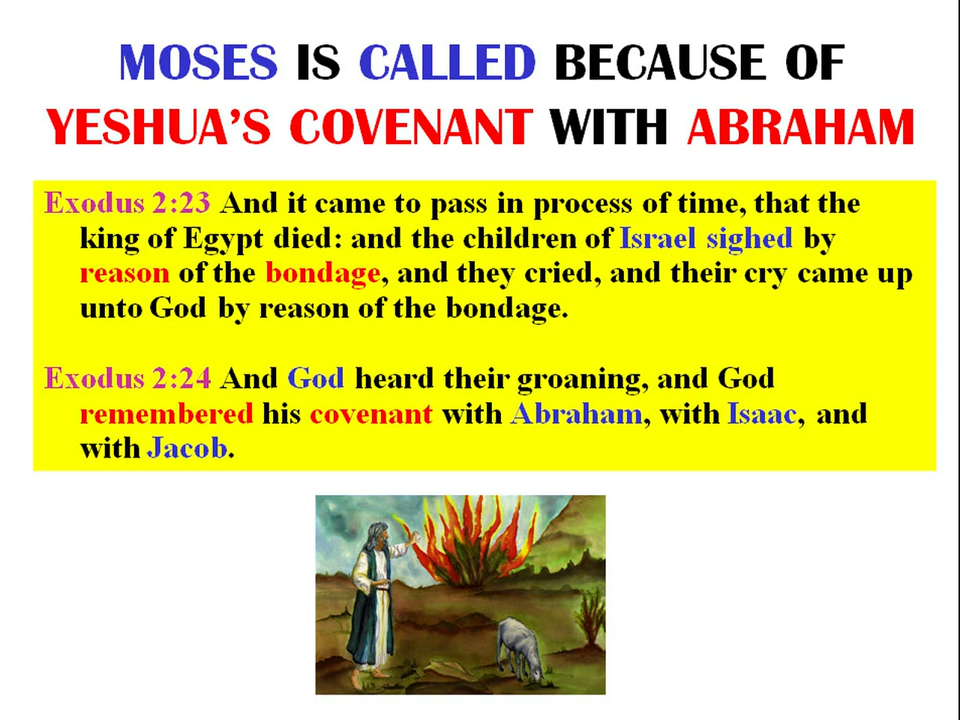 MOSES IS CALLED BECAUSE OF
YESHUA'S COVENANT WITH ABRAHAM
Exodus 2:23 And it came to pass in process of time, that the
king of Egypt died: and the children of Israel sighed by
reason of the bondage, and they cried, and their cry came up
unto God by reason of the bondage.
Exodus 2:24 And God heard their groaning, and God
remembered his covenant with Abraham, with Isaac, and
with Jacob.